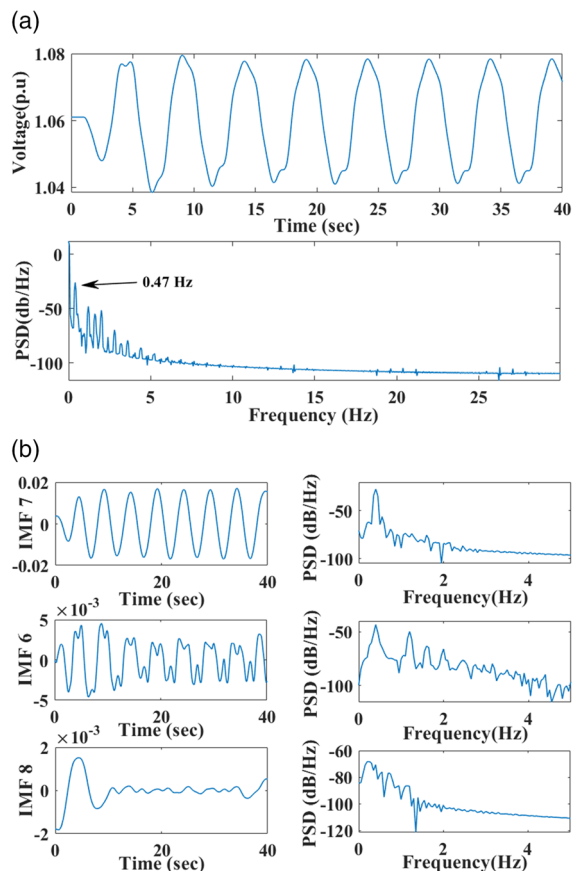 (a)
1.08
1.06
1.04
Voltage(p.u)
0 5 10 15 20 25 30 35 40
Time (sec)
0
-50
-100
PSD(db/Hz)
0.47 Hz
0 5 10 15 20 25
Frequency (Hz)
(b)
0.02
0
-0.02
IMF 7
0 20 40
Time (sec)
-50
-100
PSD (dB/Hz)
0 2 4
Frequency(Hz)
× 10⁻³
5
0
-5
IMF 6
0 20 40
Time (sec)
-50
-100
PSD (dB/Hz)
0 2 4
Frequency(Hz)
× 10⁻³
2
0
-2
IMF 8
0 20 40
Time (sec)
-60
-80
-100
-120
PSD (dB/Hz)
0 2 4
Frequency(Hz)